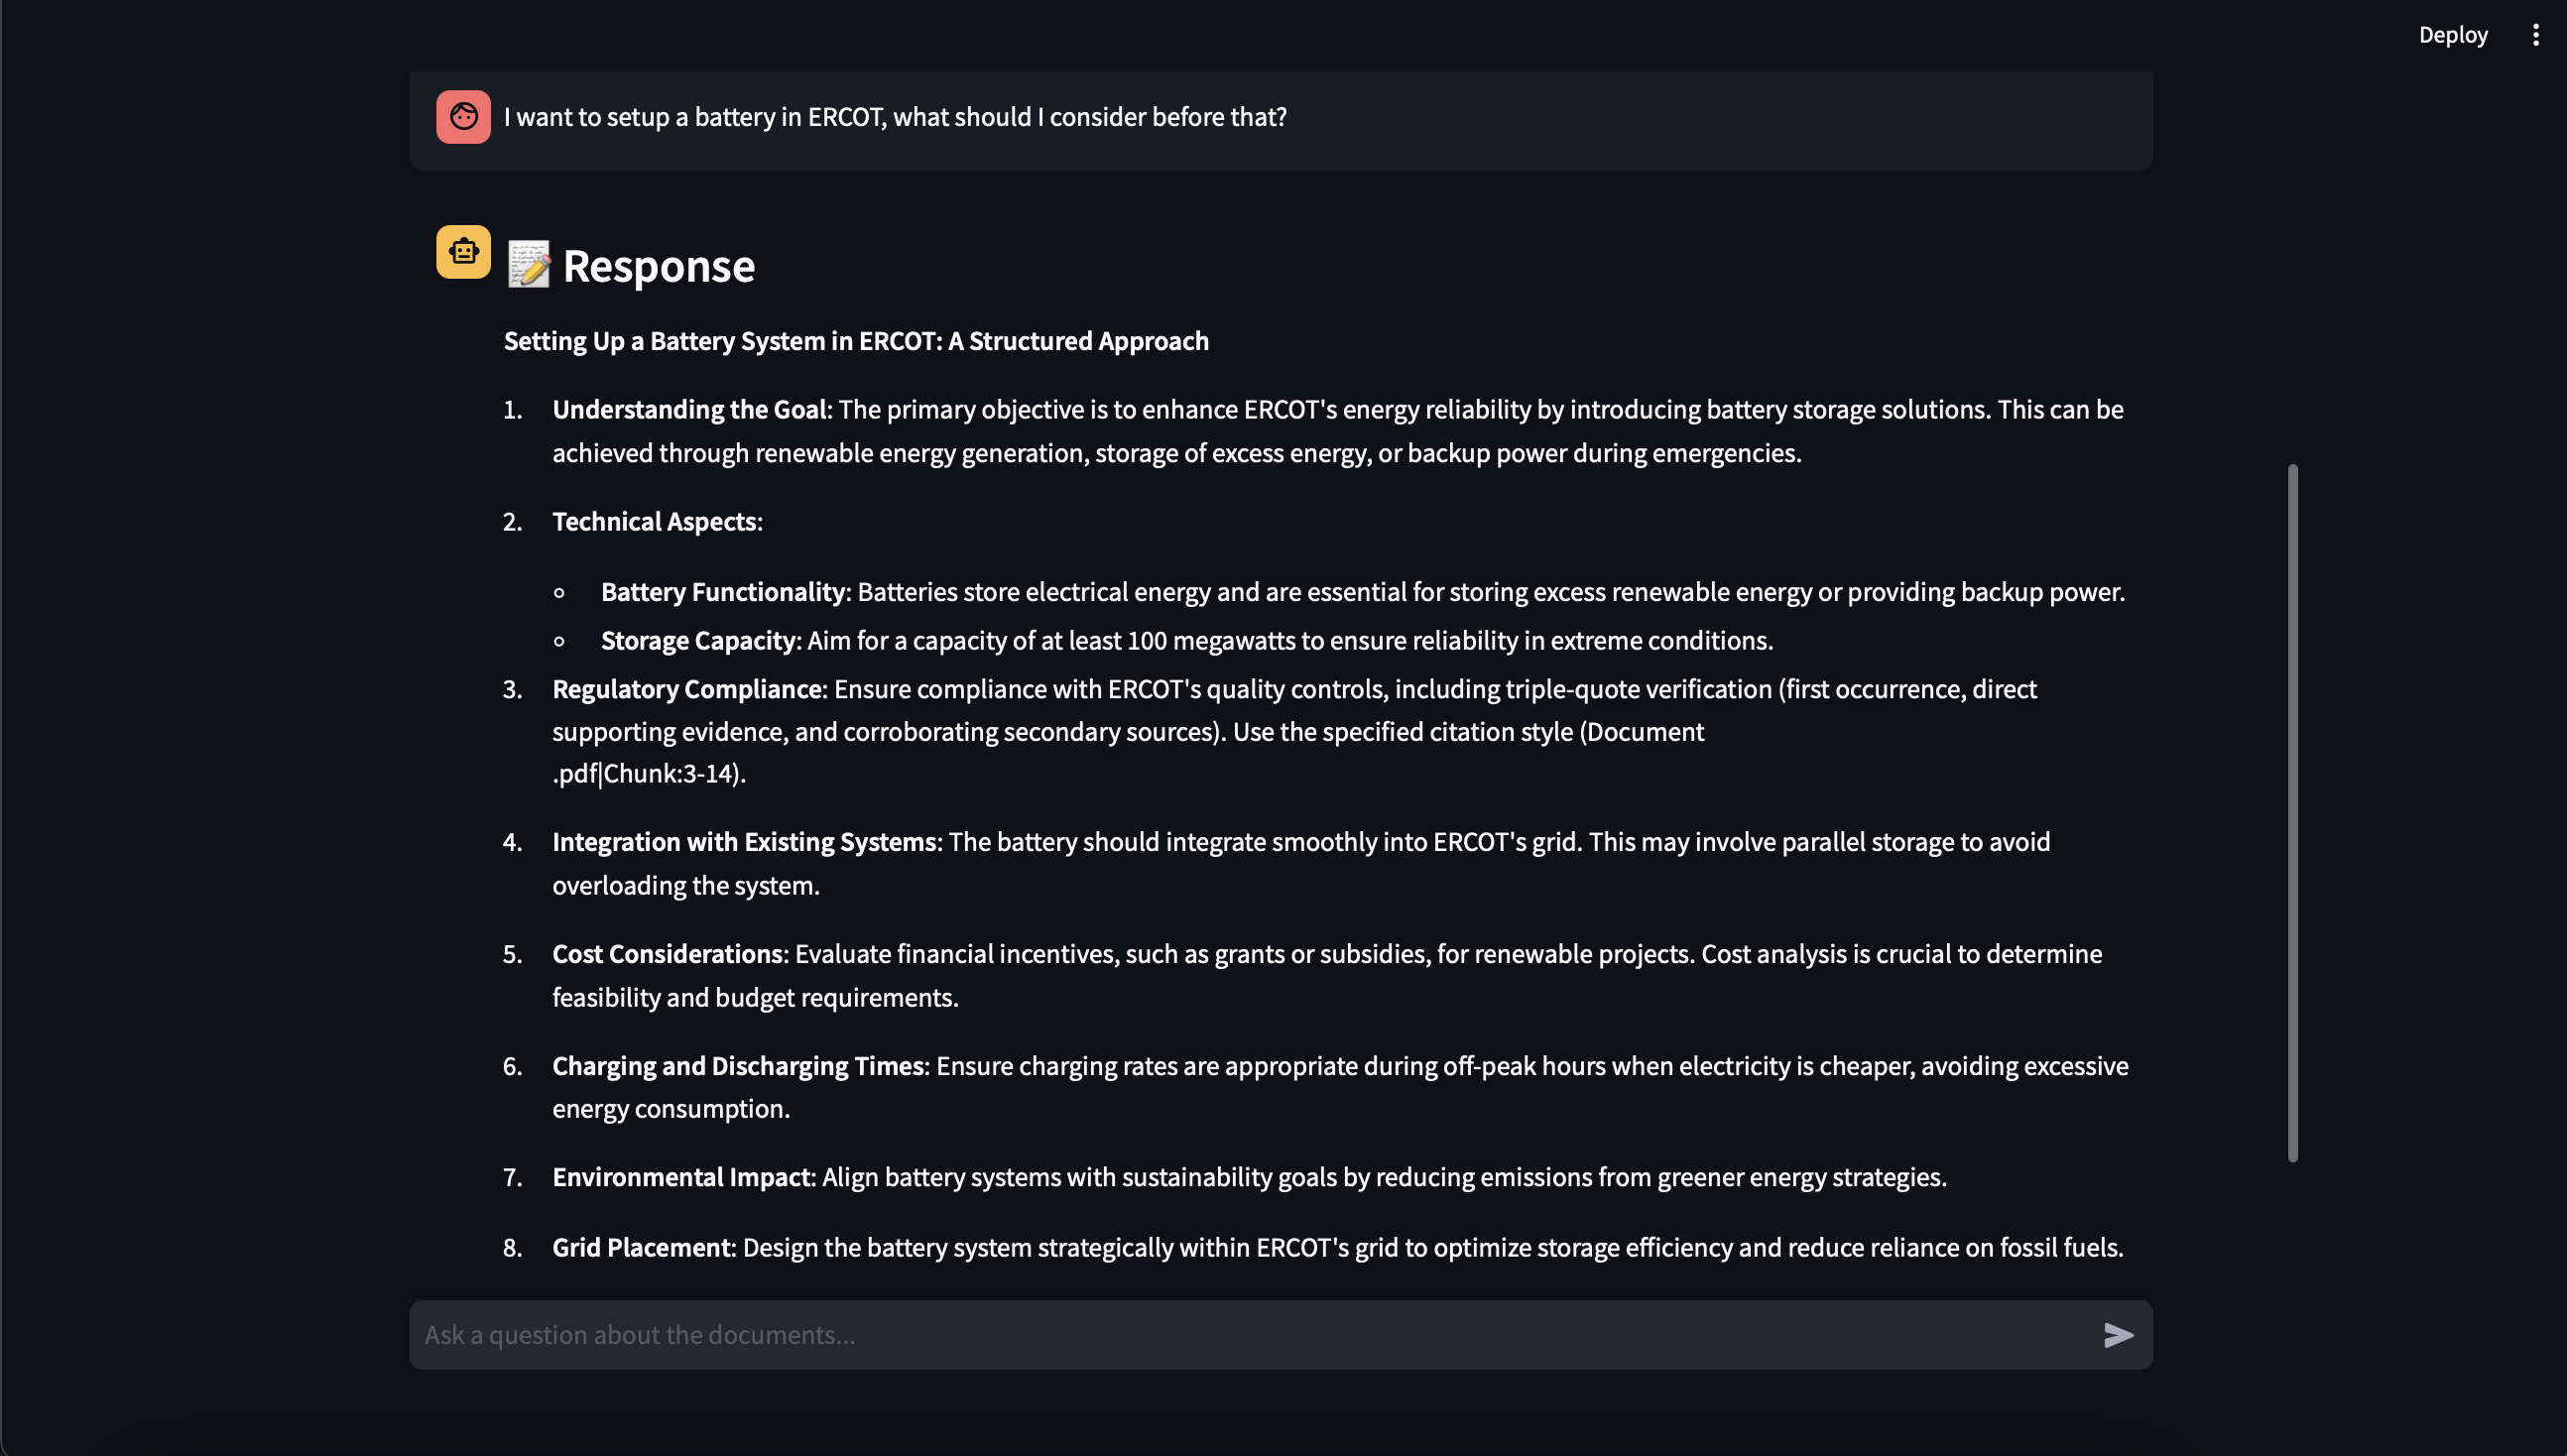 Deploy
I want to setup a battery in ERCOT, what should I consider before that?
Response
Setting Up a Battery System in ERCOT: A Structured Approach
1. Understanding the Goal: The primary objective is to enhance ERCOT's energy reliability by introducing battery storage solutions. This can be
achieved through renewable energy generation, storage of excess energy, or backup power during emergencies.
2. Technical Aspects:
Battery Functionality: Batteries store electrical energy and are essential for storing excess renewable energy or providing backup power.
Storage Capacity: Aim for a capacity of at least 100 megawatts to ensure reliability in extreme conditions.
3. Regulatory Compliance: Ensure compliance with ERCOT's quality controls, including triple-quote verification (first occurrence, direct
supporting evidence, and corroborating secondary sources). Use the specified citation style (Document
.pdf|Chunk:3-14).
4. Integration with Existing Systems: The battery should integrate smoothly into ERCOT's grid. This may involve parallel storage to avoid
overloading the system.
5. Cost Considerations: Evaluate financial incentives, such as grants or subsidies, for renewable projects. Cost analysis is crucial to determine
feasibility and budget requirements.
6. Charging and Discharging Times: Ensure charging rates are appropriate during off-peak hours when electricity is cheaper, avoiding excessive
energy consumption.
7. Environmental Impact: Align battery systems with sustainability goals by reducing emissions from greener energy strategies.
8. Grid Placement: Design the battery system strategically within ERCOT's grid to optimize storage efficiency and reduce reliance on fossil fuels.
Ask a question about the documents...